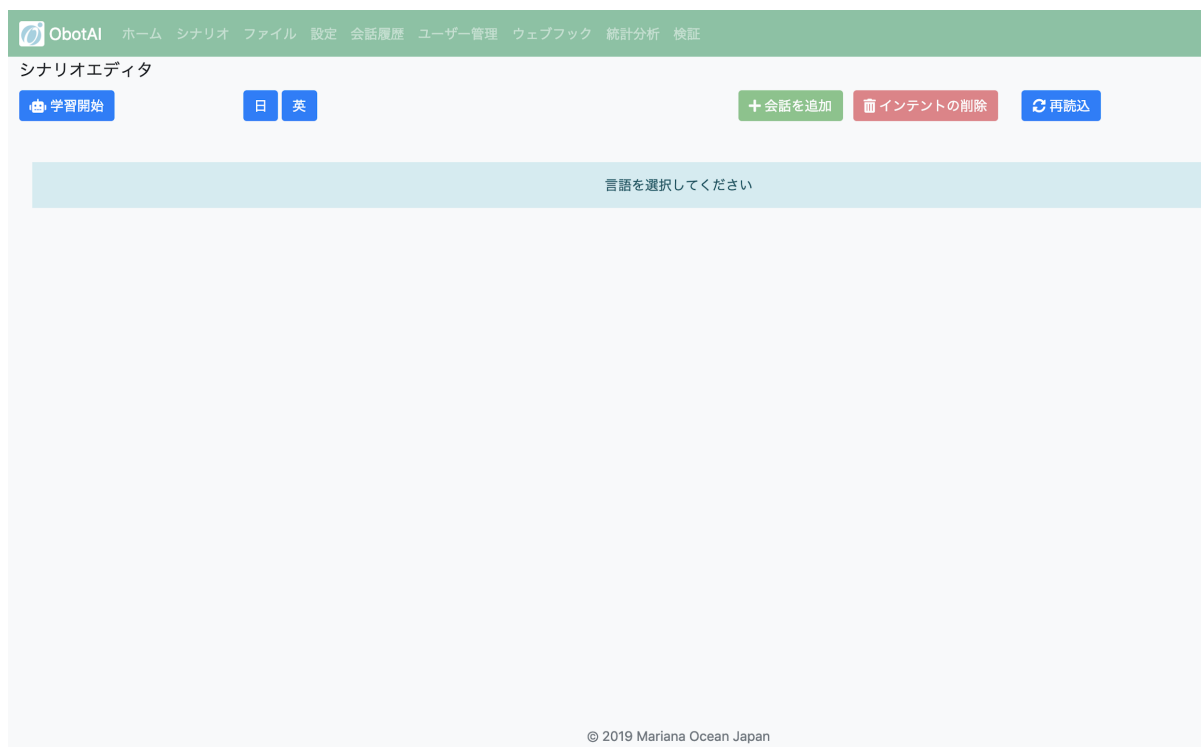 ObotAI ホーム シナリオ ファイル 設定 会話履歴 ユーザー管理 ウェブフック 統計分析 検証
シナリオエディタ
学習開始 日 英 会話を追加 インテントの削除 再読込
言語を選択してください
© 2019 Mariana Ocean Japan